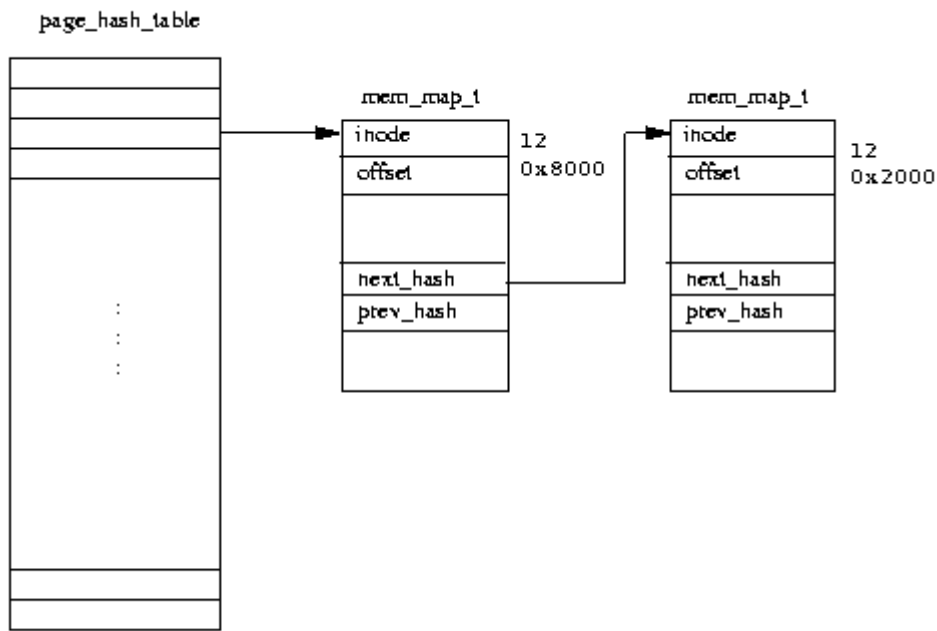 page_hash_table
mem_map_t
inode
offset
next_hash
prev_hash
12
0x8000
mem_map_t
inode
offset
next_hash
prev_hash
12
0x2000
:
:
: